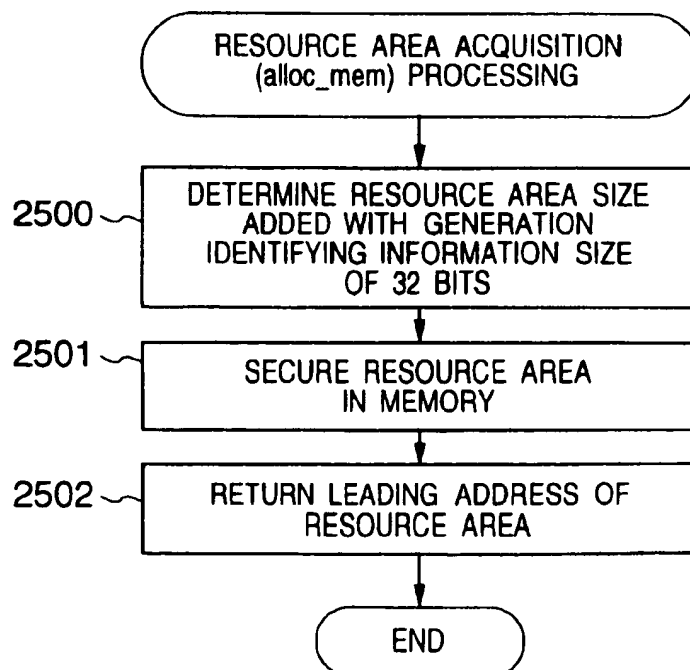 RESOURCE AREA ACQUISITION
(alloc_mem) PROCESSING
2500
DETERMINE RESOURCE AREA SIZE
ADDED WITH GENERATION
IDENTIFYING INFORMATION SIZE
OF 32 BITS
2501
SECURE RESOURCE AREA
IN MEMORY
2502
RETURN LEADING ADDRESS OF
RESOURCE AREA
END